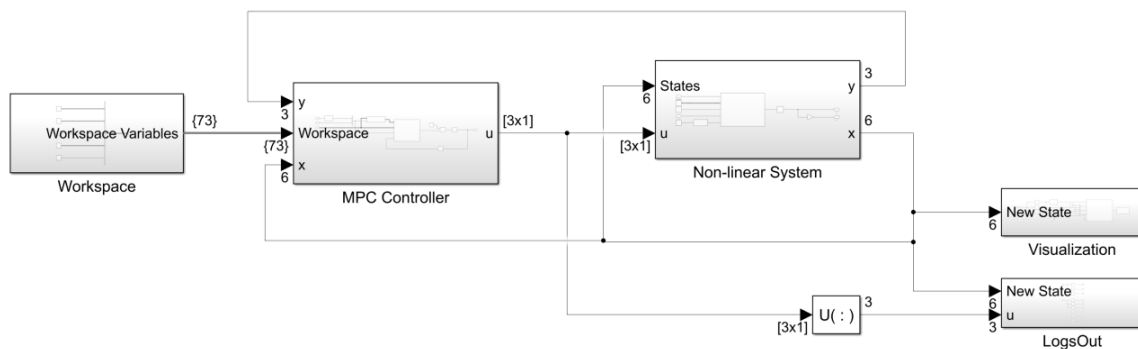 Workspace Variables
{73}
Workspace
y
3
Workspace
{73}
x
6
u
[3x1]
MPC Controller
States
6
u
[3x1]
y
3
x
6
Non-linear System
New State
6
Visualization
[3x1]
U( : )
3
New State
6
u
3
LogsOut